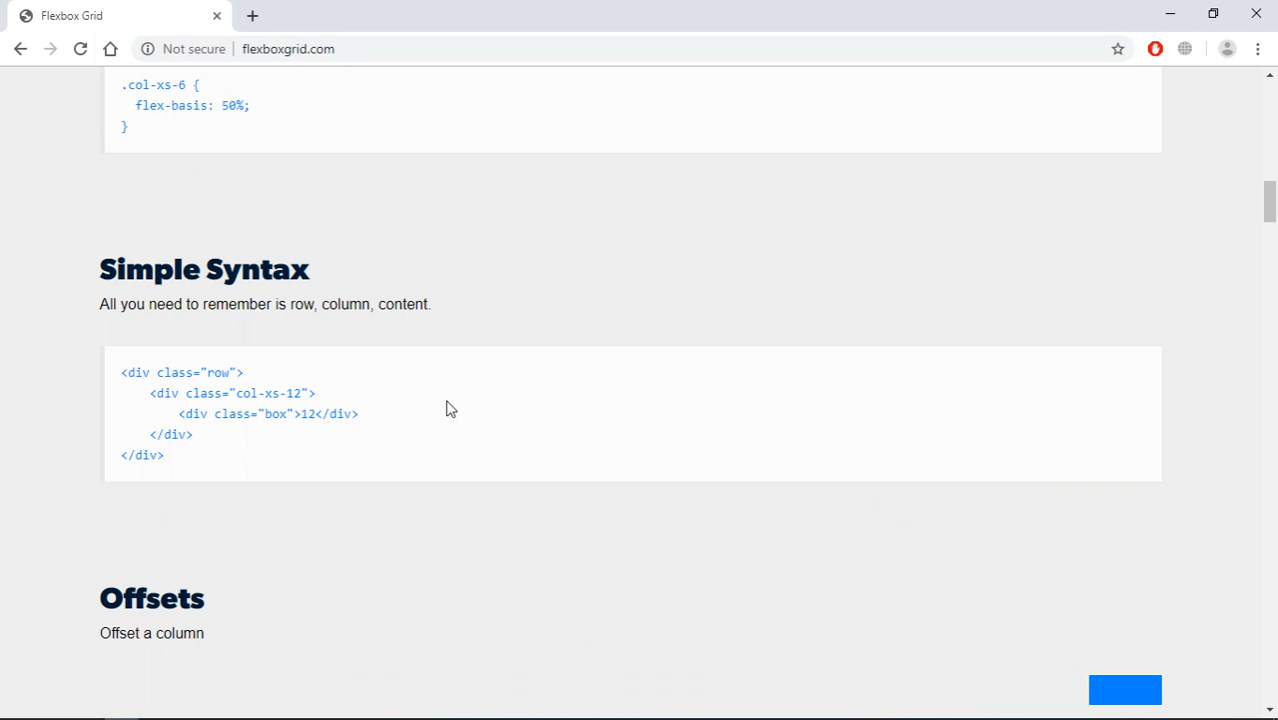 Flexbox Grid
Not secure
flexboxgrid.com
.col-xs-6 {
flex-basis: 50%;
}
Simple Syntax
All you need to remember is row, column, content.
<div class="row">
<div class="col-xs-12">
<div class="box">12</div>
</div>
</div>
Offsets
Offset a column